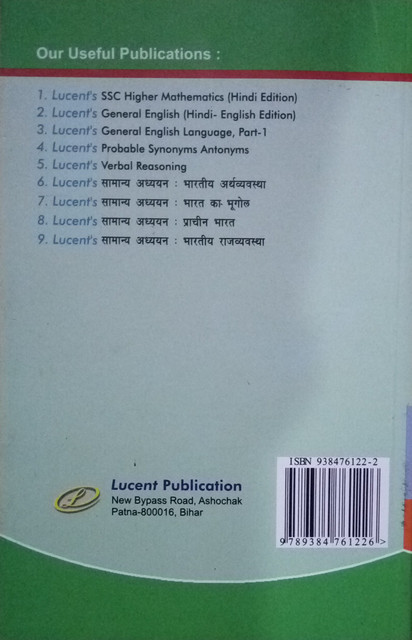 Our Useful Publications :
1. Lucent's SSC Higher Mathematics (Hindi Edition)
2. Lucent's General English (Hindi- English Edition)
3. Lucent's General English Language, Part-1
4. Lucent's Probable Synonyms Antonyms
5. Lucent's Verbal Reasoning
6. Lucent's सामान्य अध्ययन : भारतीय अर्थव्यवस्था
7. Lucent's सामान्य अध्ययन : भारत का भूगोल
8. Lucent's सामान्य अध्ययन : प्राचीन भारत
9. Lucent's सामान्य अध्ययन : भारतीय राजव्यवस्था
Lucent Publication
New Bypass Road, Ashochak
Patna-800016, Bihar
ISBN 938476122-2
9 789384 761226 >